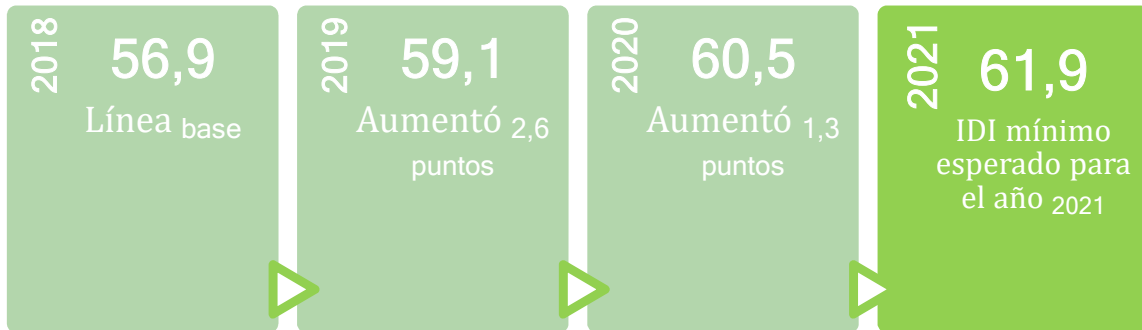 2018
56,9
Línea base
2019
59,1
Aumentó 2,6
puntos
2020
60,5
Aumentó 1,3
puntos
2021
61,9
IDI mínimo
esperado para
el año 2021